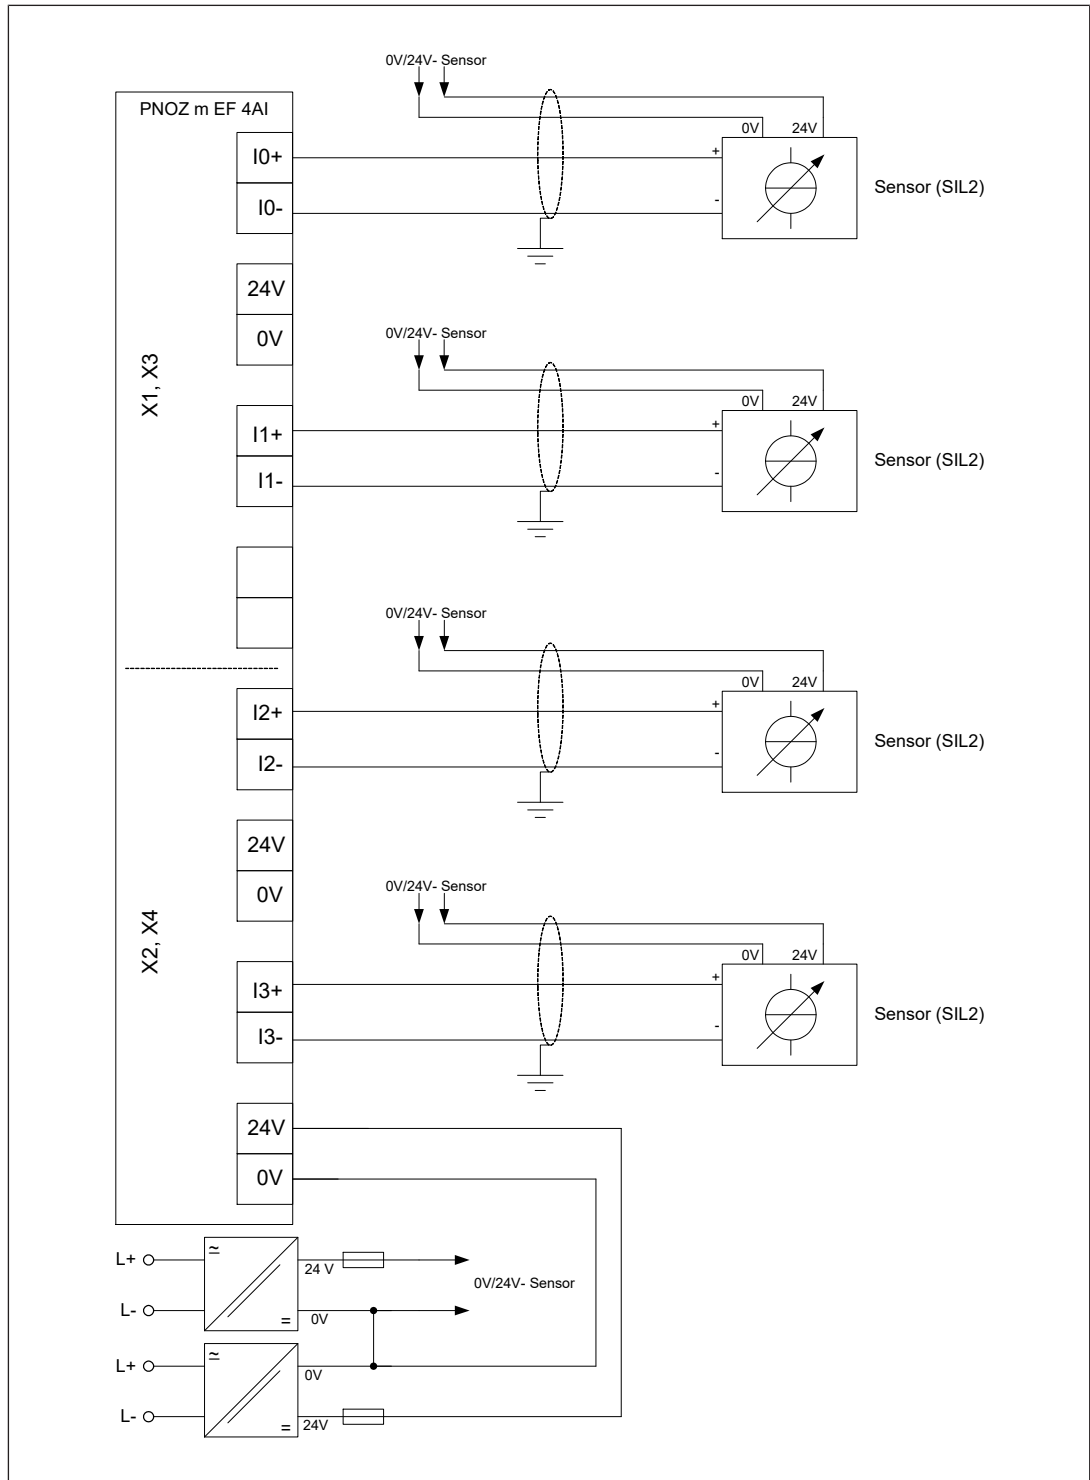 0V/24V- Sensor
PNOZ m EF 4AI
0V 24V
I0+
+
Sensor (SIL2)
I0-
-
24V
0V
0V/24V- Sensor
X1, X3
0V 24V
I1+
+
Sensor (SIL2)
I1-
-
0V/24V- Sensor
0V 24V
I2+
+
Sensor (SIL2)
I2-
-
24V
0V
0V/24V- Sensor
X2, X4
0V 24V
I3+
+
Sensor (SIL2)
I3-
-
24V
0V
L+
≃
24 V
0V/24V- Sensor
L-
=
0V
L+
≃
0V
L-
=
24V